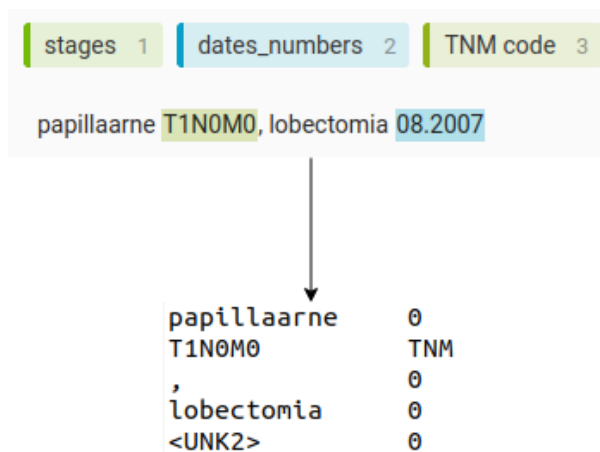 stages 1 dates_numbers 2 TNM code 3
papillaarne T1N0M0, lobectomia 08.2007
papillaarne 0
T1N0M0 TNM
, 0
lobectomia 0
<UNK2> 0